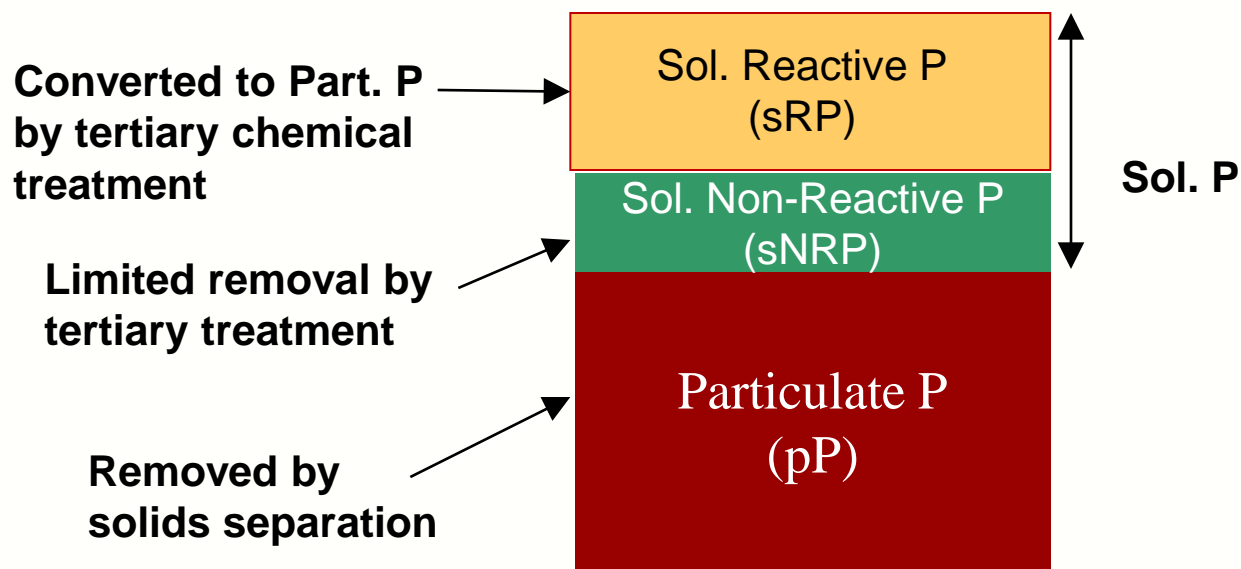 Converted to Part. P
by tertiary chemical
treatment
Sol. Reactive P
(sRP)
Sol. P
Sol. Non-Reactive P
(sNRP)
Limited removal by
tertiary treatment
Particulate P
(pP)
Removed by
solids separation